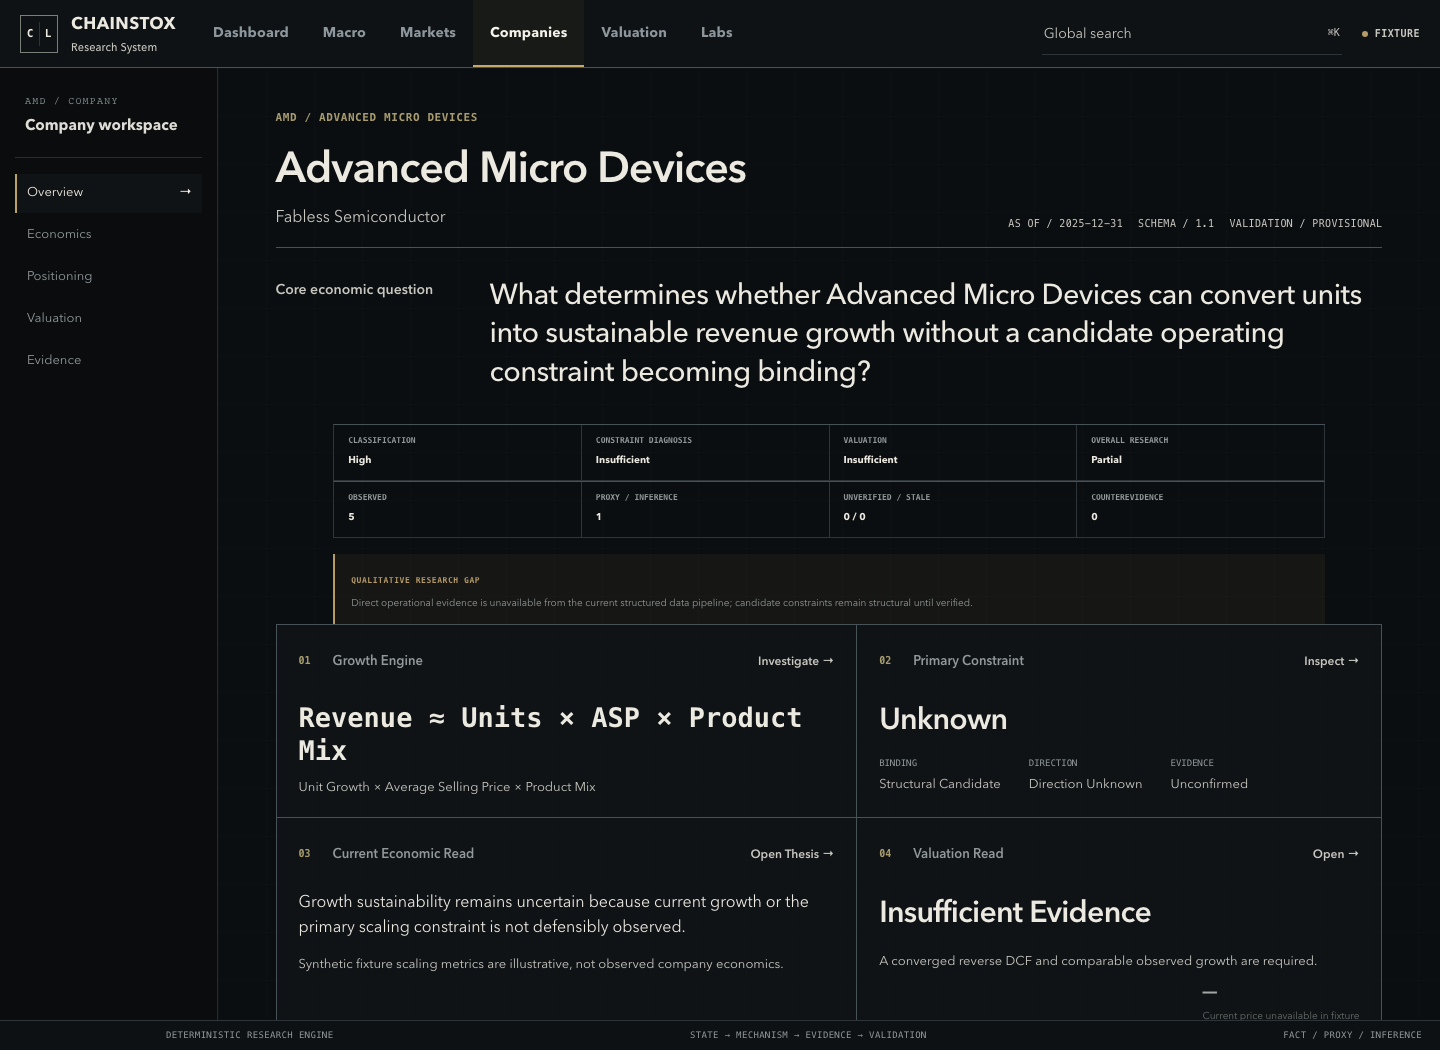 C L
CHAINSTOX
Research System
Dashboard
Macro
Markets
Companies
Valuation
Labs
Global search
⌘K
FIXTURE
AMD / COMPANY
Company workspace
Overview →
Economics
Positioning
Valuation
Evidence
AMD / ADVANCED MICRO DEVICES
Advanced Micro Devices
Fabless Semiconductor
AS OF / 2025-12-31 SCHEMA / 1.1 VALIDATION / PROVISIONAL
Core economic question
What determines whether Advanced Micro Devices can convert units
into sustainable revenue growth without a candidate operating
constraint becoming binding?
CLASSIFICATION
High
CONSTRAINT DIAGNOSIS
Insufficient
VALUATION
Insufficient
OVERALL RESEARCH
Partial
OBSERVED
5
PROXY / INFERENCE
1
UNVERIFIED / STALE
0 / 0
COUNTEREVIDENCE
0
QUALITATIVE RESEARCH GAP
Direct operational evidence is unavailable from the current structured data pipeline; candidate constraints remain structural until verified.
01 Growth Engine Investigate →
Revenue ≈ Units × ASP × Product
Mix
Unit Growth × Average Selling Price × Product Mix
02 Primary Constraint Inspect →
Unknown
BINDING
Structural Candidate
DIRECTION
Direction Unknown
EVIDENCE
Unconfirmed
03 Current Economic Read Open Thesis →
Growth sustainability remains uncertain because current growth or the
primary scaling constraint is not defensibly observed.
Synthetic fixture scaling metrics are illustrative, not observed company economics.
04 Valuation Read Open →
Insufficient Evidence
A converged reverse DCF and comparable observed growth are required.
—
Current price unavailable in fixture
DETERMINISTIC RESEARCH ENGINE
STATE → MECHANISM → EVIDENCE → VALIDATION
FACT / PROXY / INFERENCE